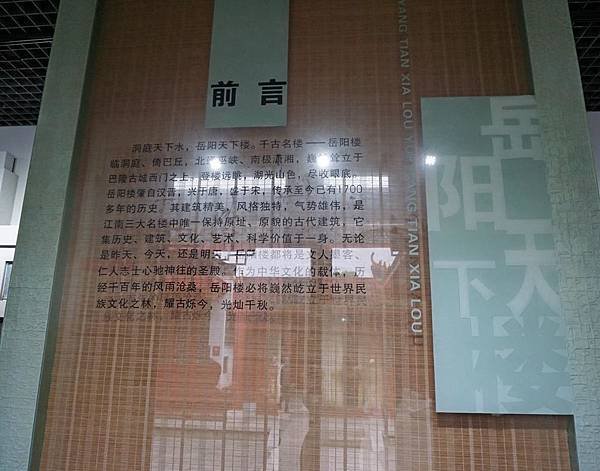 前言
洞庭天下水，岳阳天下楼。千古名楼——岳阳楼
临洞庭、倚巴丘，北通巫峡、南极潇湘，巍然耸立于
巴陵古城西门之上，登楼远眺，湖光山色，尽收眼底。
岳阳楼肇自汉晋，兴于唐，盛于宋，传承至今已有1700
多年的历史。其建筑精美，风格独特，气势雄伟，是
江南三大名楼中唯一保持原址、原貌的古代建筑，它
集历史、建筑、文化、艺术、科学价值于一身。无论
是昨天、今天，还是明天，岳阳楼都将是文人墨客、
仁人志士心驰神往的圣殿。作为中华文化的载体，历
经千百年的风雨沧桑，岳阳楼必将巍然屹立于世界民
族文化之林，耀古烁今，光灿千秋。
YANG TIAN XIA LOU YUE YANG TIAN XIA LOU
岳阳天下楼